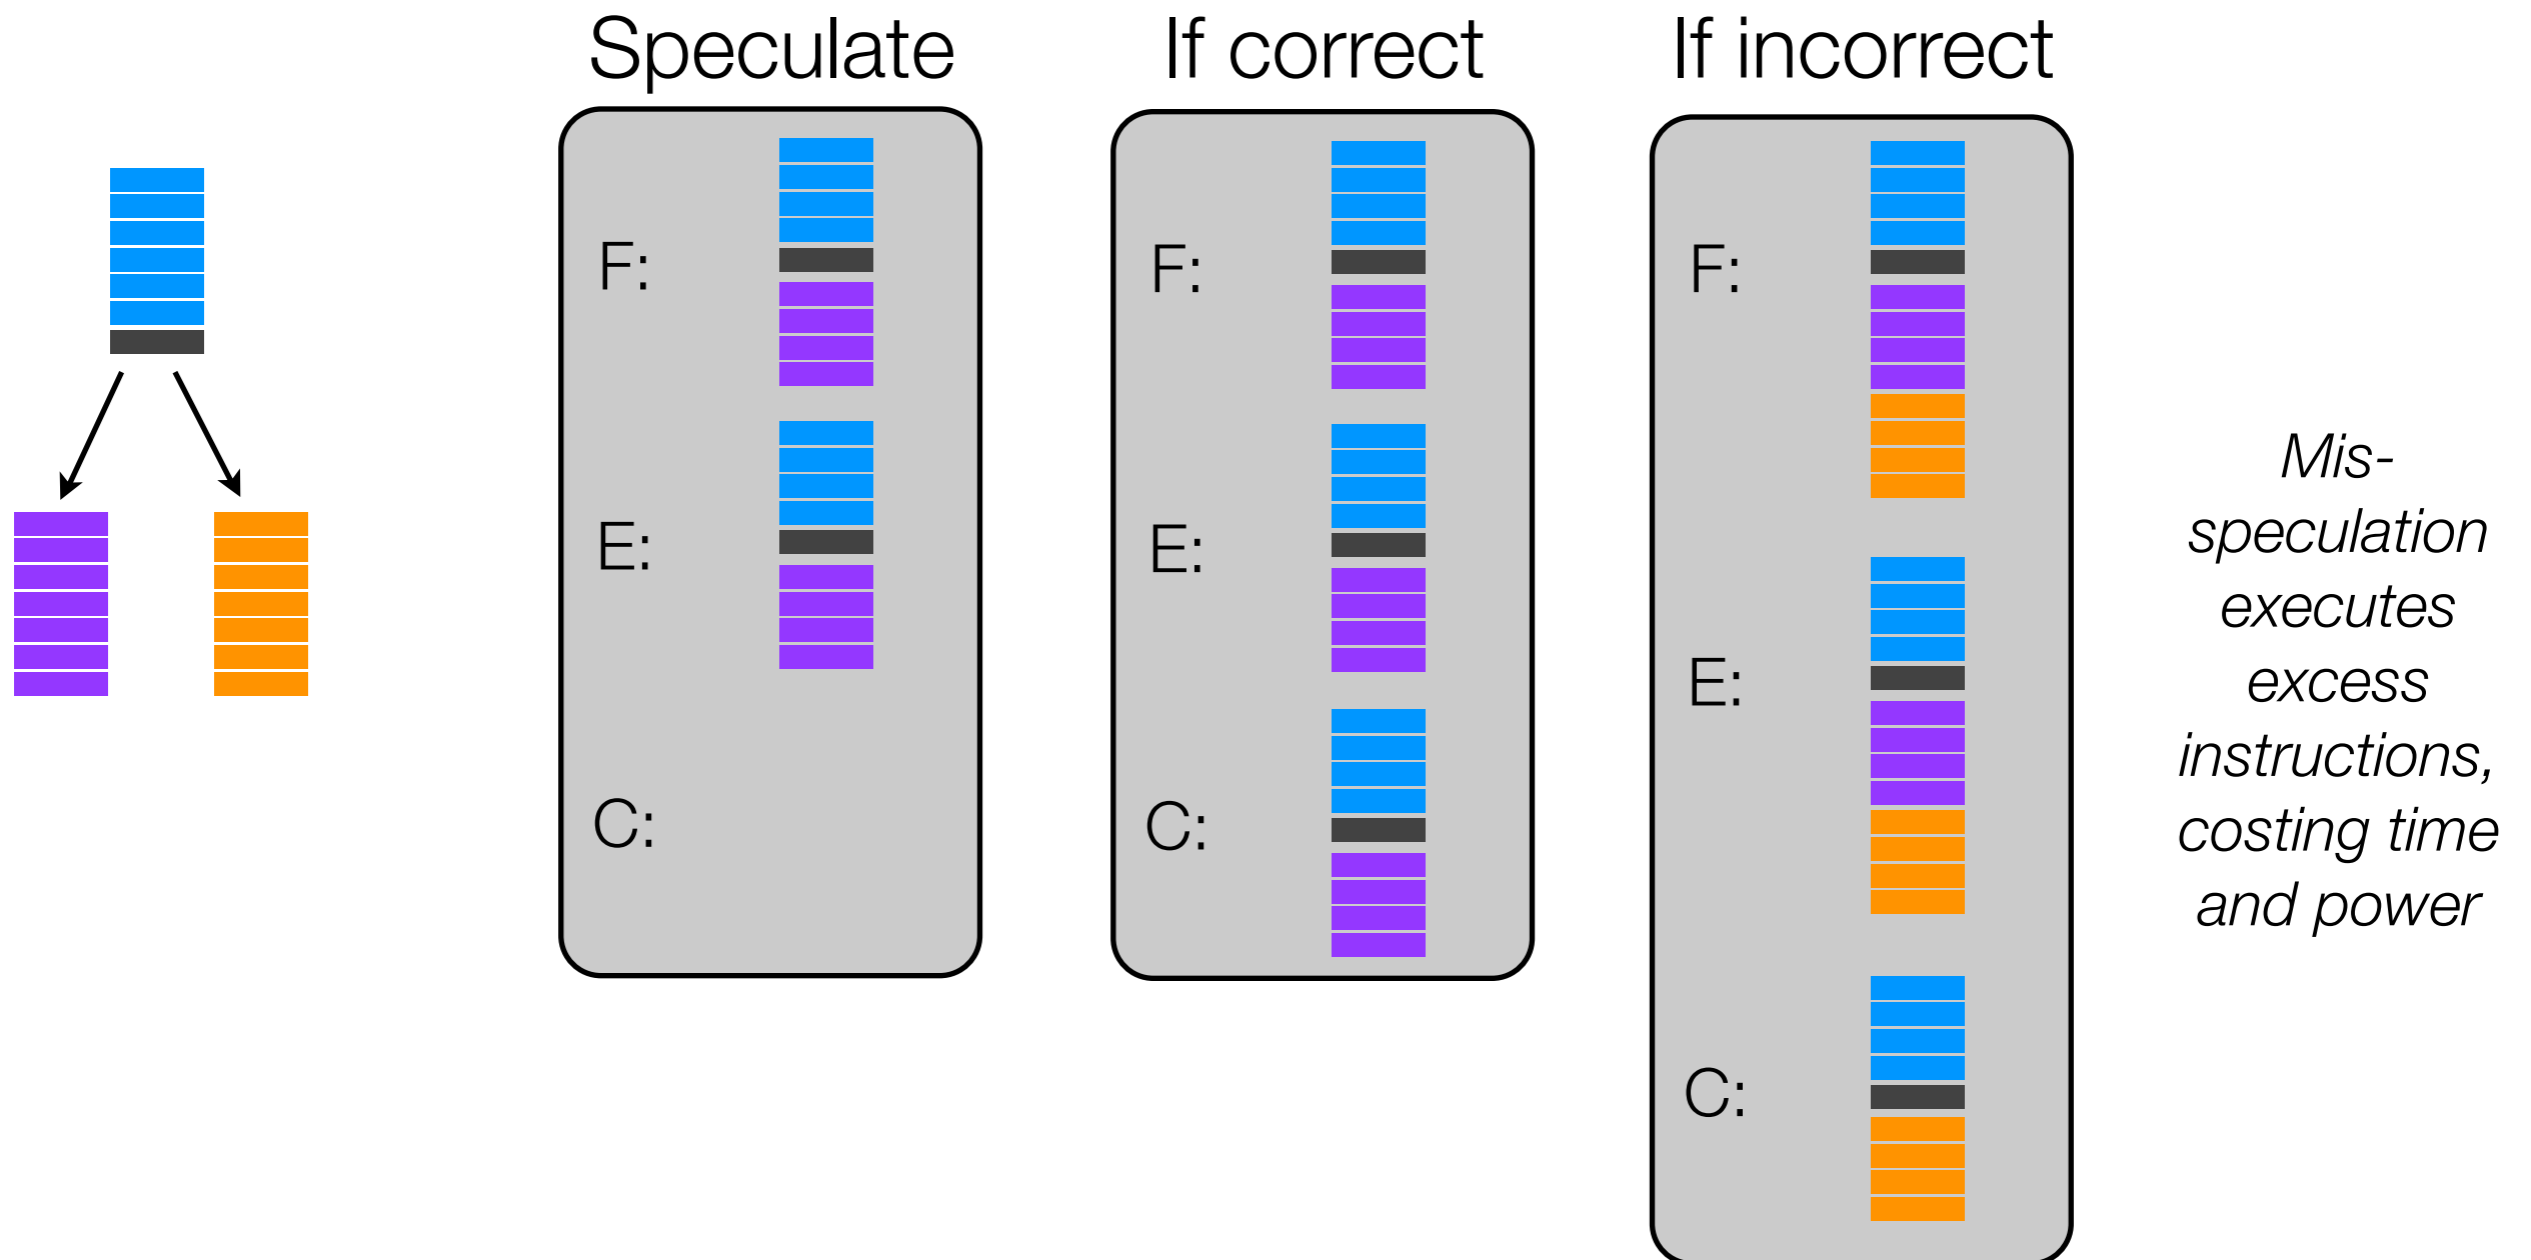 Speculate
F:
E:
C:
If correct
F:
E:
C:
If incorrect
F:
E:
C:
Mis-
speculation
executes
excess
instructions,
costing time
and power